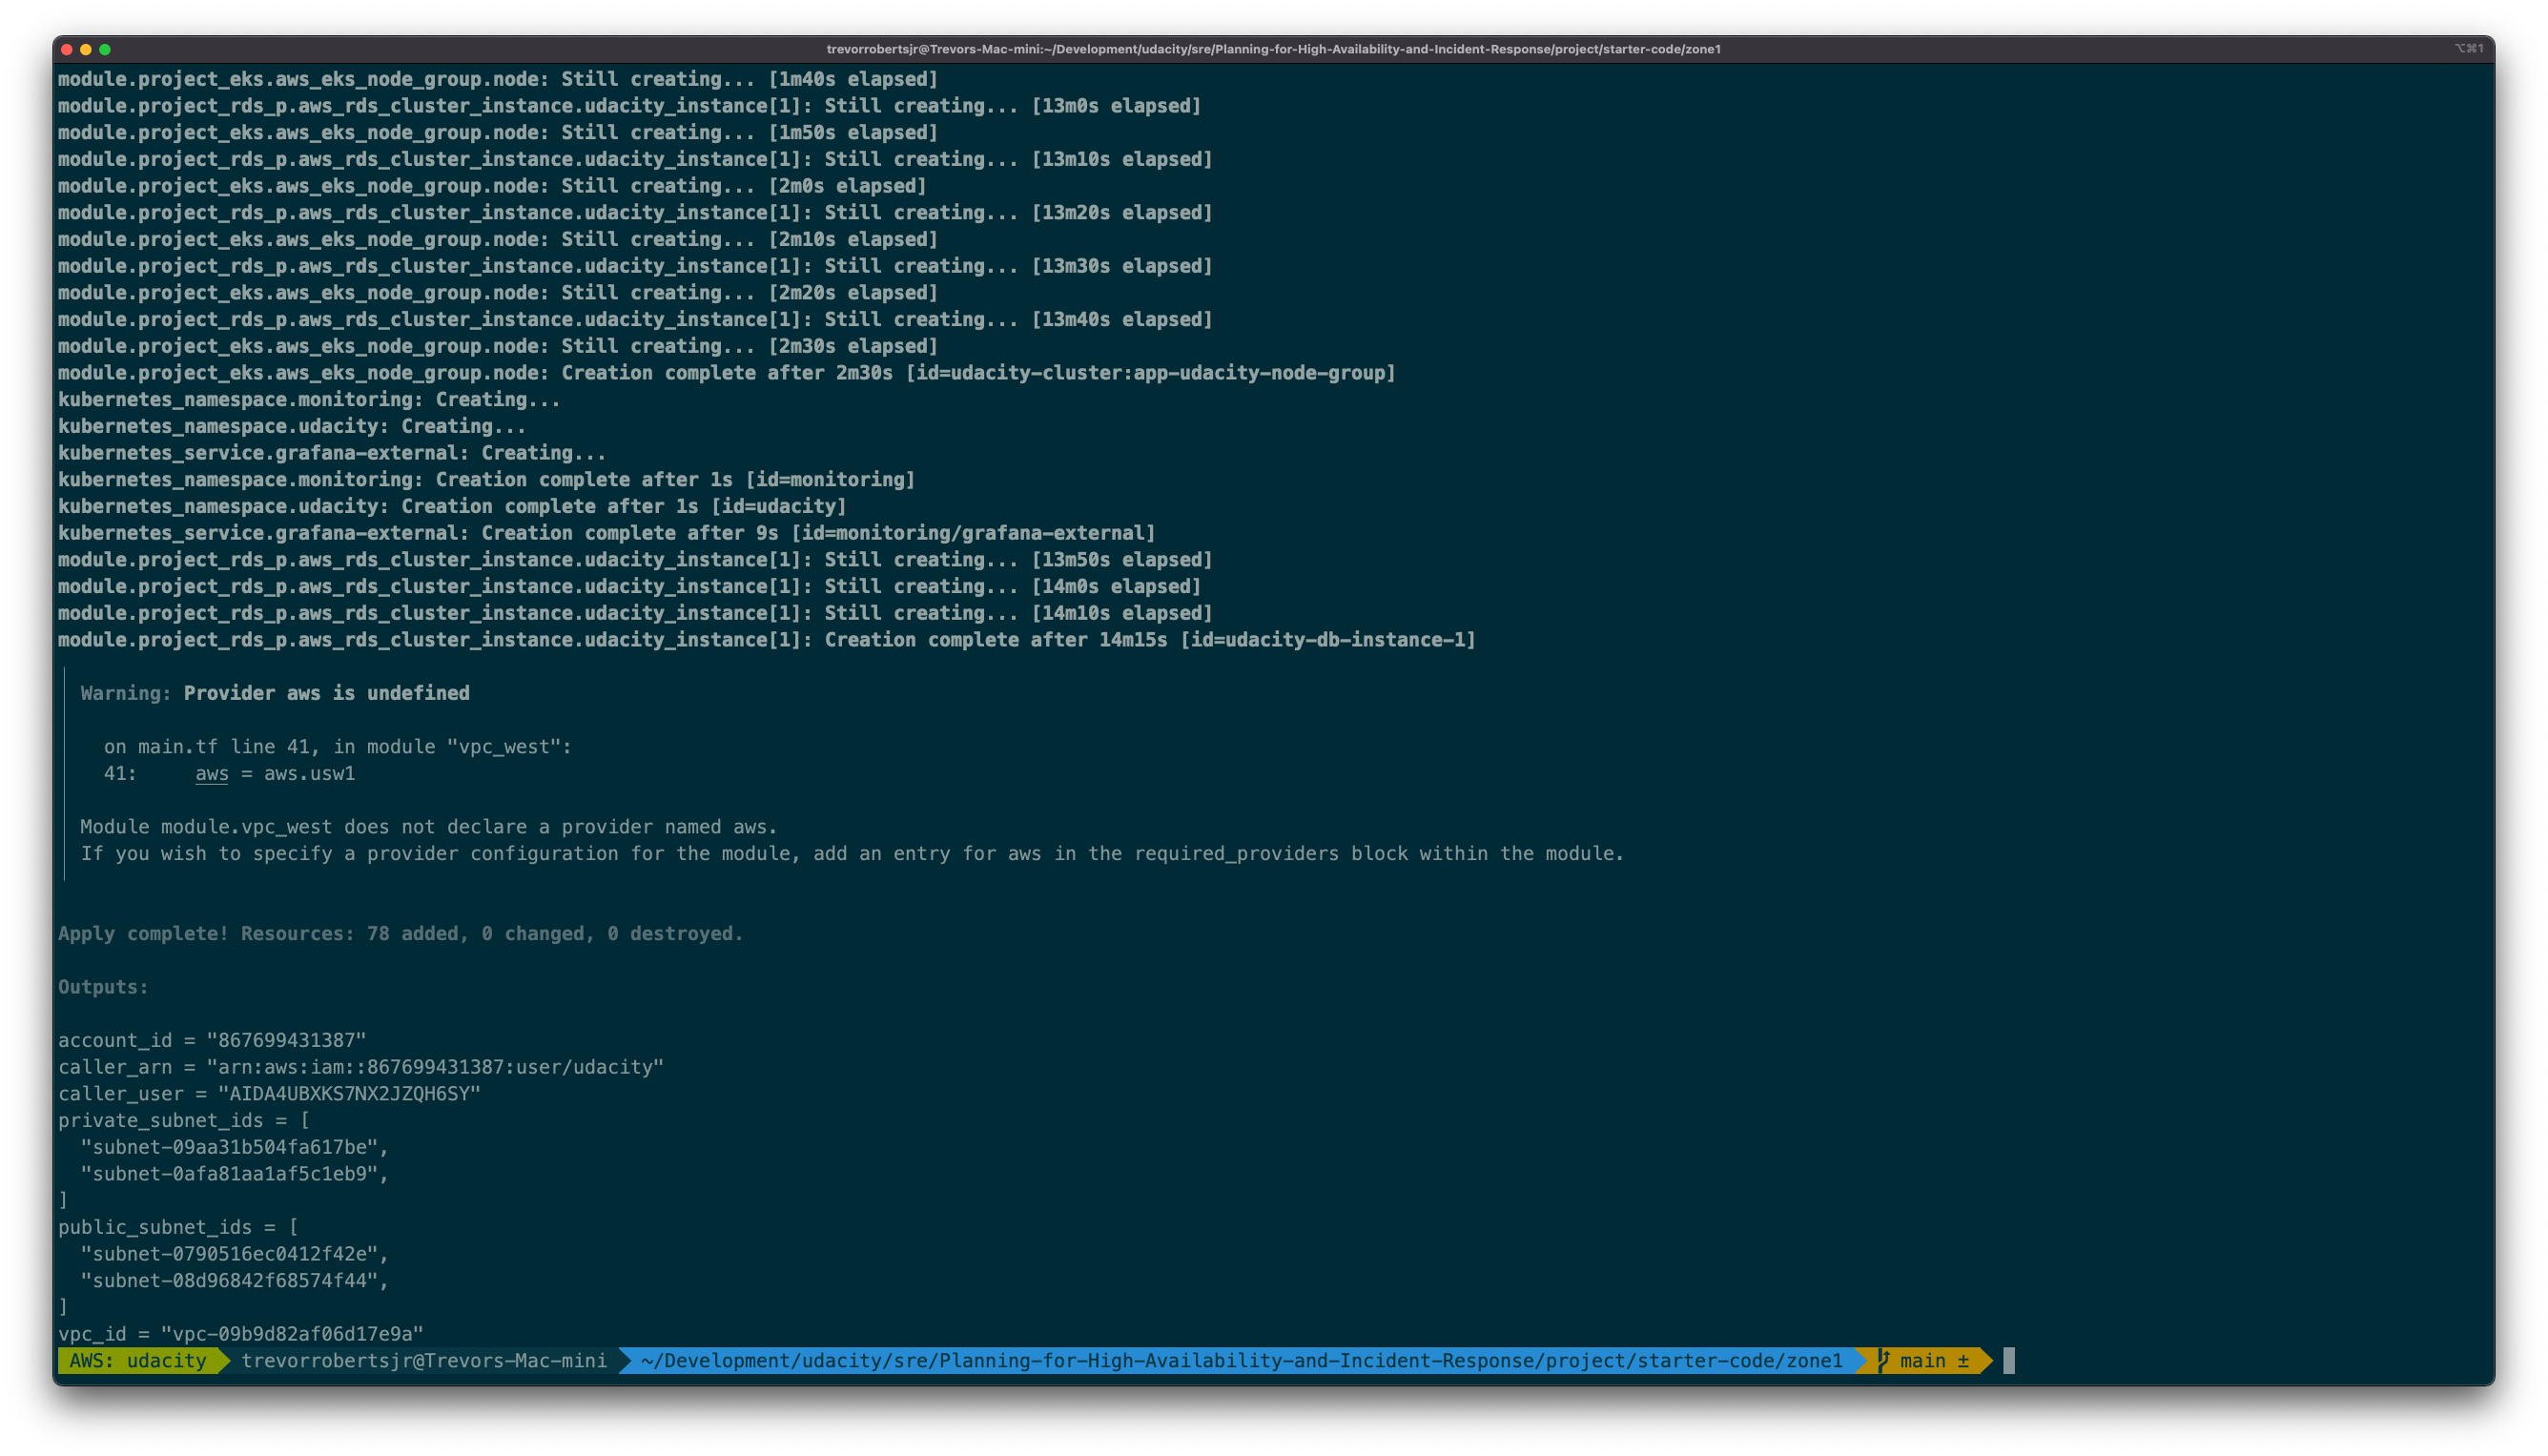 trevorrobertsjr@Trevors-Mac-mini:~/Development/udacity/sre/Planning-for-High-Availability-and-Incident-Response/project/starter-code/zone1
⌥⌘1
module.project_eks.aws_eks_node_group.node: Still creating... [1m40s elapsed]
module.project_rds_p.aws_rds_cluster_instance.udacity_instance[1]: Still creating... [13m0s elapsed]
module.project_eks.aws_eks_node_group.node: Still creating... [1m50s elapsed]
module.project_rds_p.aws_rds_cluster_instance.udacity_instance[1]: Still creating... [13m10s elapsed]
module.project_eks.aws_eks_node_group.node: Still creating... [2m0s elapsed]
module.project_rds_p.aws_rds_cluster_instance.udacity_instance[1]: Still creating... [13m20s elapsed]
module.project_eks.aws_eks_node_group.node: Still creating... [2m10s elapsed]
module.project_rds_p.aws_rds_cluster_instance.udacity_instance[1]: Still creating... [13m30s elapsed]
module.project_eks.aws_eks_node_group.node: Still creating... [2m20s elapsed]
module.project_rds_p.aws_rds_cluster_instance.udacity_instance[1]: Still creating... [13m40s elapsed]
module.project_eks.aws_eks_node_group.node: Still creating... [2m30s elapsed]
module.project_eks.aws_eks_node_group.node: Creation complete after 2m30s [id=udacity-cluster:app-udacity-node-group]
kubernetes_namespace.monitoring: Creating...
kubernetes_namespace.udacity: Creating...
kubernetes_service.grafana-external: Creating...
kubernetes_namespace.monitoring: Creation complete after 1s [id=monitoring]
kubernetes_namespace.udacity: Creation complete after 1s [id=udacity]
kubernetes_service.grafana-external: Creation complete after 9s [id=monitoring/grafana-external]
module.project_rds_p.aws_rds_cluster_instance.udacity_instance[1]: Still creating... [13m50s elapsed]
module.project_rds_p.aws_rds_cluster_instance.udacity_instance[1]: Still creating... [14m0s elapsed]
module.project_rds_p.aws_rds_cluster_instance.udacity_instance[1]: Still creating... [14m10s elapsed]
module.project_rds_p.aws_rds_cluster_instance.udacity_instance[1]: Creation complete after 14m15s [id=udacity-db-instance-1]
Warning: Provider aws is undefined
on main.tf line 41, in module "vpc_west":
41:     aws = aws.usw1
Module module.vpc_west does not declare a provider named aws.
If you wish to specify a provider configuration for the module, add an entry for aws in the required_providers block within the module.
Apply complete! Resources: 78 added, 0 changed, 0 destroyed.
Outputs:
account_id = "867699431387"
caller_arn = "arn:aws:iam::867699431387:user/udacity"
caller_user = "AIDA4UBXKS7NX2JZQH6SY"
private_subnet_ids = [
"subnet-09aa31b504fa617be",
"subnet-0afa81aa1af5c1eb9",
]
public_subnet_ids = [
"subnet-0790516ec0412f42e",
"subnet-08d96842f68574f44",
]
vpc_id = "vpc-09b9d82af06d17e9a"
AWS: udacity trevorrobertsjr@Trevors-Mac-mini ~/Development/udacity/sre/Planning-for-High-Availability-and-Incident-Response/project/starter-code/zone1 main ±